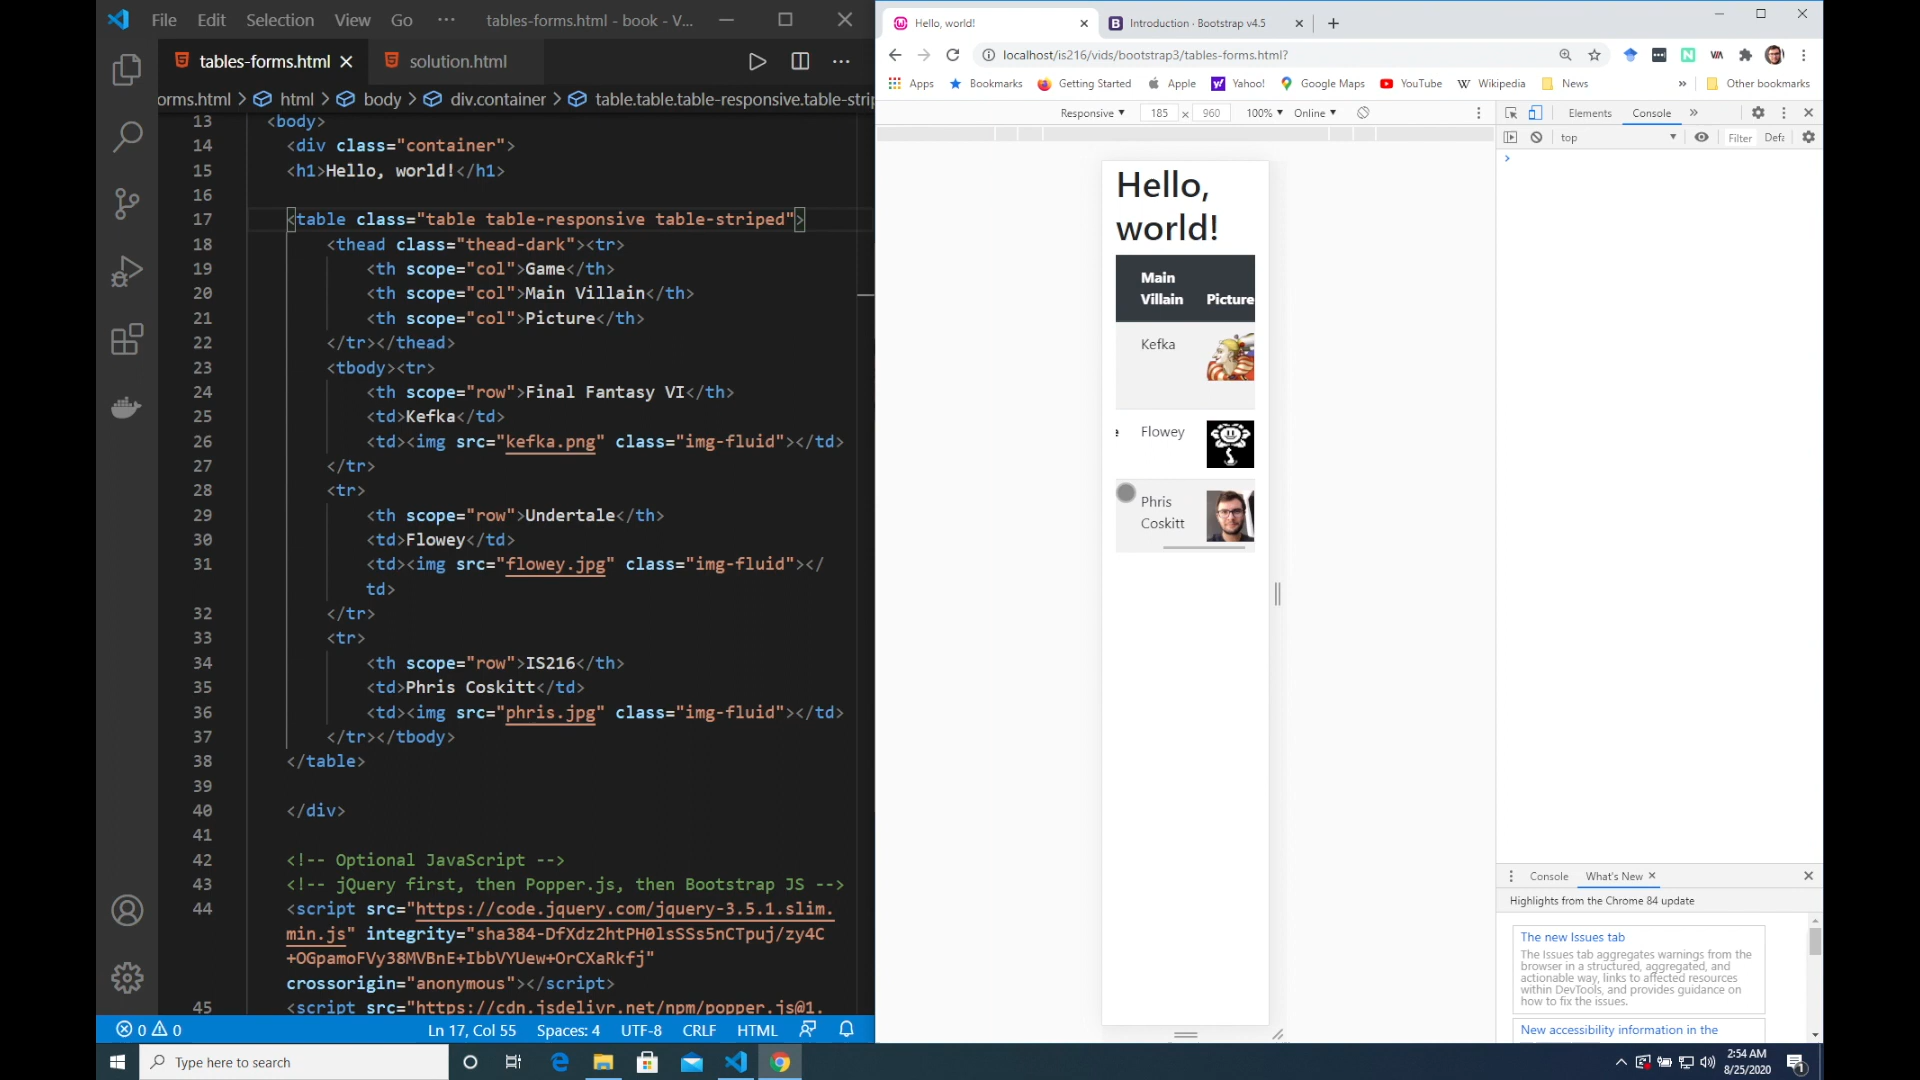 File Edit Selection View Go ··· tables-forms.html - book - V...
tables-forms.html solution.html
orms.html > html > body > div.container > table.table.table-responsive.table-strip
13 <body>
14 <div class="container">
15 <h1>Hello, world!</h1>
16
17 <table class="table table-responsive table-striped">
18 <thead class="thead-dark"><tr>
19 <th scope="col">Game</th>
20 <th scope="col">Main Villain</th>
21 <th scope="col">Picture</th>
22 </tr></thead>
23 <tbody><tr>
24 <th scope="row">Final Fantasy VI</th>
25 <td>Kefka</td>
26 <td><img src="kefka.png" class="img-fluid"></td>
27 </tr>
28 <tr>
29 <th scope="row">Undertale</th>
30 <td>Flowey</td>
31 <td><img src="flowey.jpg" class="img-fluid"></
td>
32 </tr>
33 <tr>
34 <th scope="row">IS216</th>
35 <td>Phris Coskitt</td>
36 <td><img src="phris.jpg" class="img-fluid"></td>
37 </tr></tbody>
38 </table>
39
40 </div>
41
42 <!-- Optional JavaScript -->
43 <!-- jQuery first, then Popper.js, then Bootstrap JS -->
44 <script src="https://code.jquery.com/jquery-3.5.1.slim.
min.js" integrity="sha384-DfXdz2htPH0lsSSs5nCTpuj/zy4C
+OGpamoFVy38MVBnE+IbbVYUew+OrCXaRkfj"
crossorigin="anonymous"></script>
45 <script src="https://cdn.jsdelivr.net/npm/popper.js@1.
0 0 Ln 17, Col 55 Spaces: 4 UTF-8 CRLF HTML
Hello, world! Introduction · Bootstrap v4.5
localhost/is216/vids/bootstrap3/tables-forms.html?
Apps Bookmarks Getting Started Apple Yahoo! Google Maps YouTube Wikipedia News » Other bookmarks
Responsive 185 x 960 100% Online Elements Console »
top Filter Defa
Hello,
world!
Main
Villain Picture
Kefka
e Flowey
Phris
Coskitt
Console What's New
Highlights from the Chrome 84 update
The new Issues tab
The Issues tab aggregates warnings from the
browser in a structured, aggregated, and
actionable way, links to affected resources
within DevTools, and provides guidance on
how to fix the issues.
New accessibility information in the
Type here to search
2:54 AM
8/25/2020
1